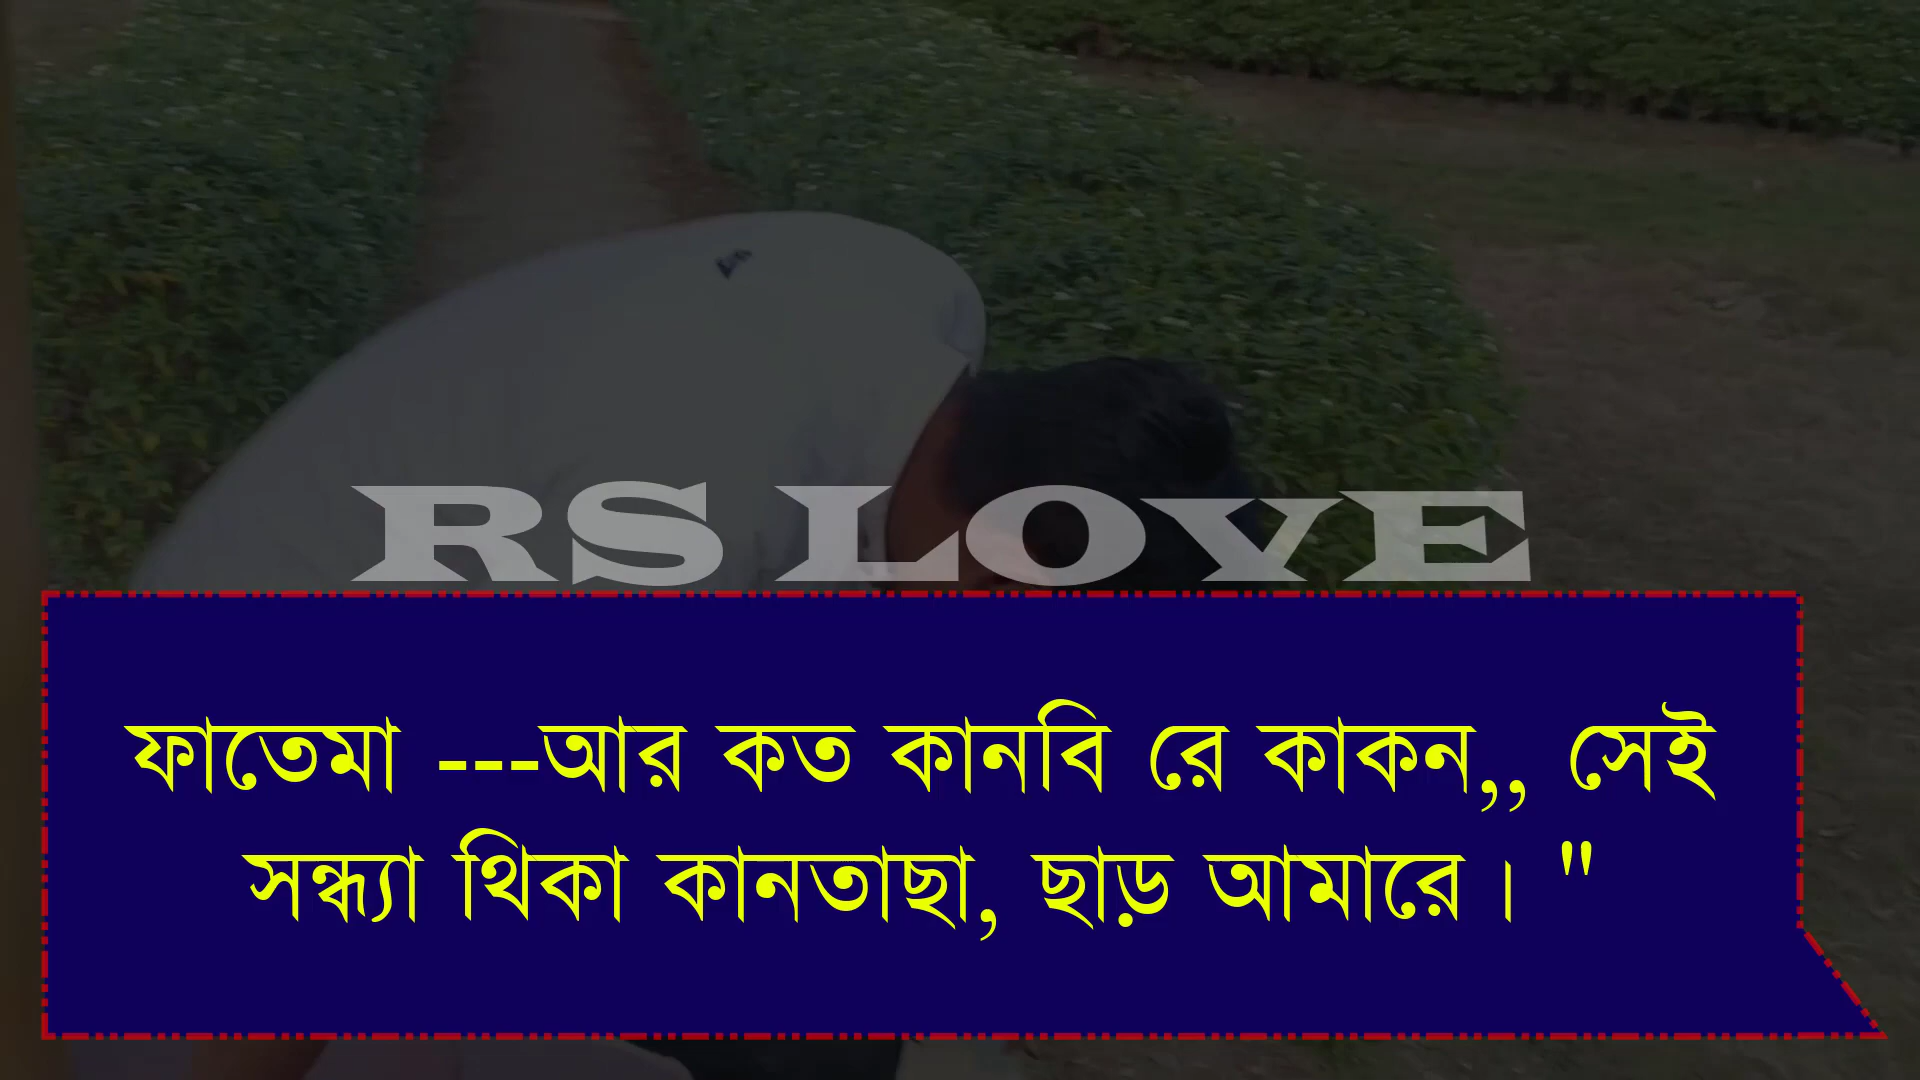 RS LOVE
ফাতেমা ---আর কত কানবি রে কাকন,, সেই
সন্ধ্যা থিকা কানতাছা, ছাড় আমারে। "